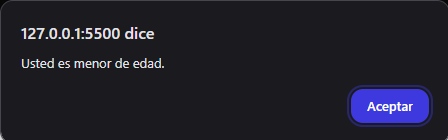 127.0.0.1:5500 dice
Usted es menor de edad.
Aceptar